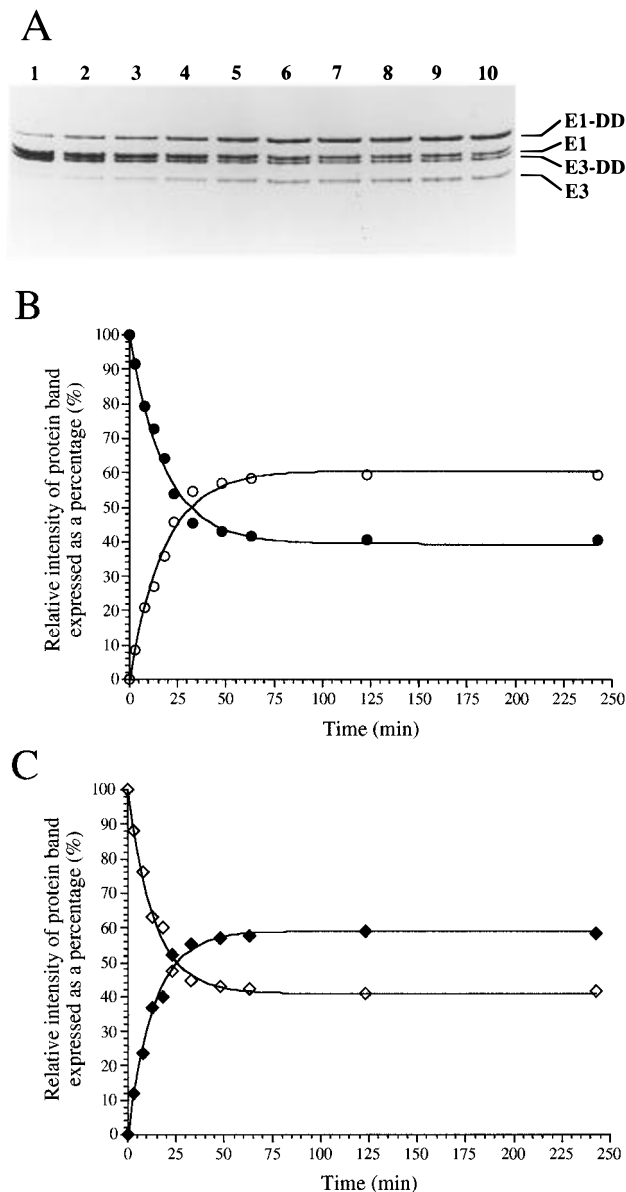 A
1 2 3 4 5 6 7 8 9 10
E1-DD
E1
E3-DD
E3
B
Relative intensity of protein band
expressed as a percentage (%)
100
90
80
70
60
50
40
30
20
10
0
0 25 50 75 100 125 150 175 200 225 250
Time (min)
C
Relative intensity of protein band
expressed as a percentage (%)
100
90
80
70
60
50
40
30
20
10
0
0 25 50 75 100 125 150 175 200 225 250
Time (min)